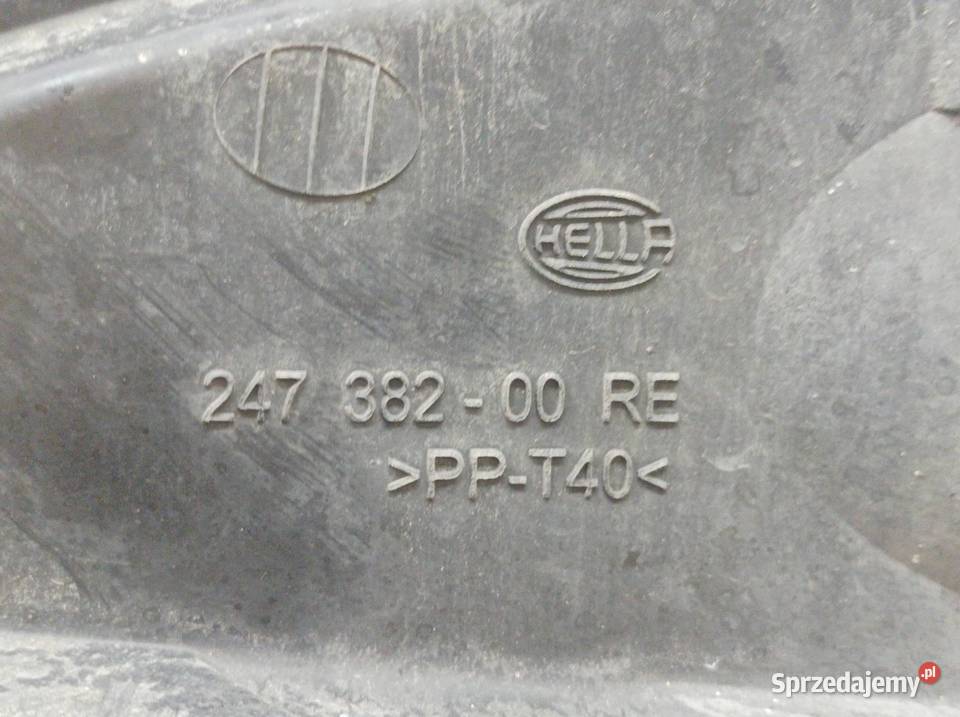 HELLA
247 382-00 RE
>PP-T40<
Sprzedajemy.pl